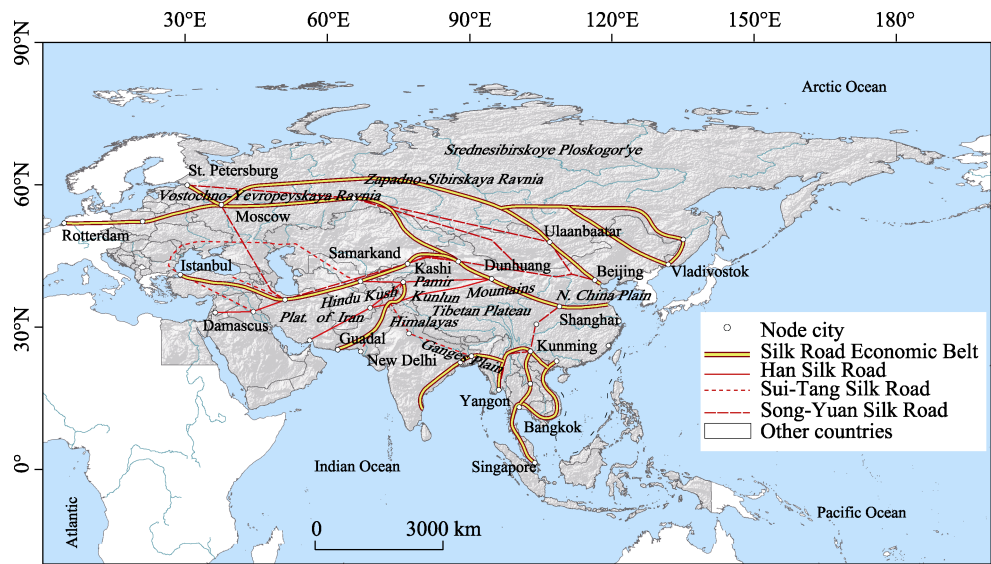 30°E
60°E
90°E
120°E
150°E
180°
90°N
60°N
30°N
0°
Arctic Ocean
Srednesibirskoye Ploskogor'ye
St. Petersburg
Zapadno-Sibirskaya Ravnia
Vostochno-Yevropeyskaya Ravnia
Moscow
Rotterdam
Ulaanbaatar
Samarkand
Istanbul
Kashi
Dunhuang
Beijing
Vladivostok
Pamir
Hindu Kush
Kunlun Mountains
N. China Plain
Plat. of Iran
Tibetan Plateau
Damascus
Himalayas
Shanghai
Guadal
Ganges Plain
Kunming
New Delhi
Yangon
Bangkok
Indian Ocean
Singapore
Pacific Ocean
Atlantic
0 3000 km
Node city
Silk Road Economic Belt
Han Silk Road
Sui-Tang Silk Road
Song-Yuan Silk Road
Other countries